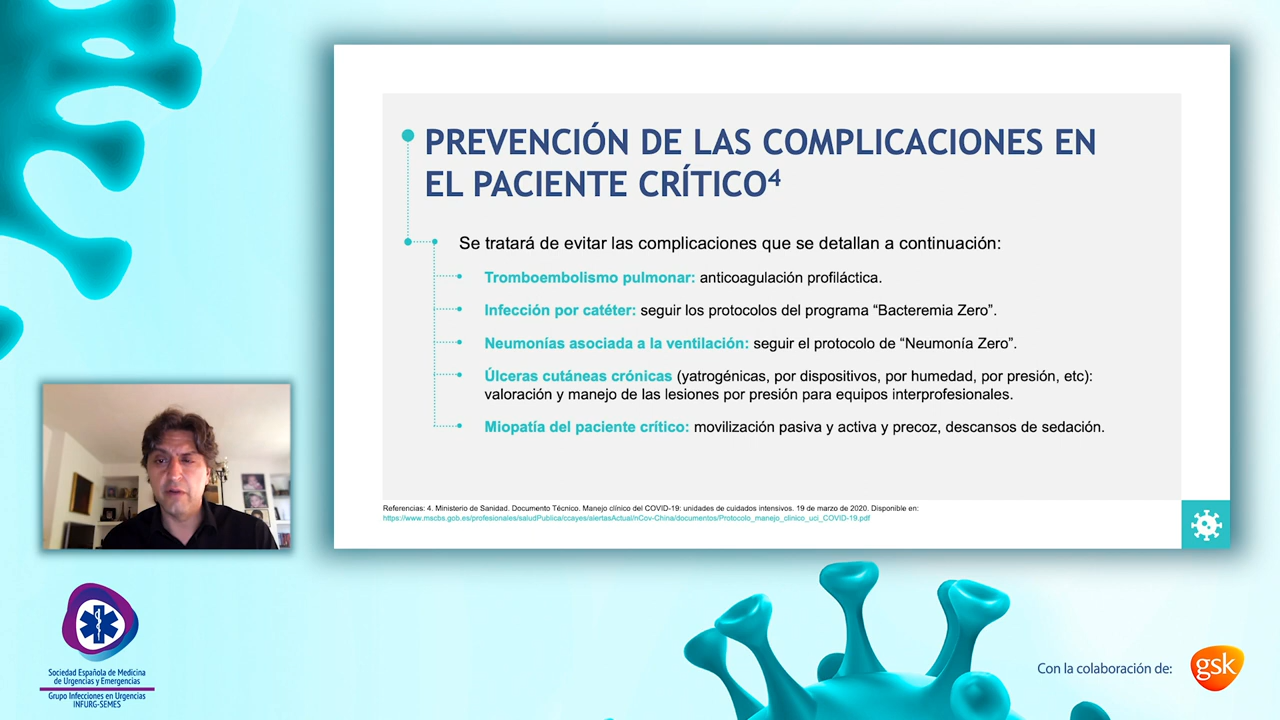 PREVENCIÓN DE LAS COMPLICACIONES EN
EL PACIENTE CRÍTICO⁴
Se tratará de evitar las complicaciones que se detallan a continuación:
Tromboembolismo pulmonar: anticoagulación profiláctica.
Infección por catéter: seguir los protocolos del programa “Bacteremia Zero”.
Neumonías asociada a la ventilación: seguir el protocolo de “Neumonía Zero”.
Úlceras cutáneas crónicas (yatrogénicas, por dispositivos, por humedad, por presión, etc):
valoración y manejo de las lesiones por presión para equipos interprofesionales.
Miopatía del paciente crítico: movilización pasiva y activa y precoz, descansos de sedación.
Referencias: 4. Ministerio de Sanidad. Documento Técnico. Manejo clínico del COVID-19: unidades de cuidados intensivos. 19 de marzo de 2020. Disponible en:
https://www.mscbs.gob.es/profesionales/saludPublica/ccayes/alertasActual/nCov-China/documentos/Protocolo_manejo_clinico_uci_COVID-19.pdf
Sociedad Española de Medicina
de Urgencias y Emergencias
Grupo Infecciones en Urgencias
INFURG-SEMES
Con la colaboración de:
gsk